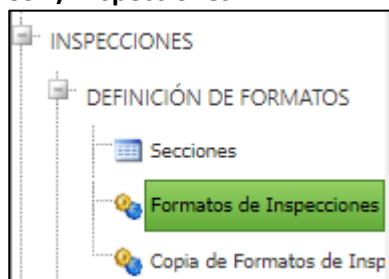 INSPECCIONES
DEFINICIÓN DE FORMATOS
Secciones
Formatos de Inspecciones
Copia de Formatos de Insp